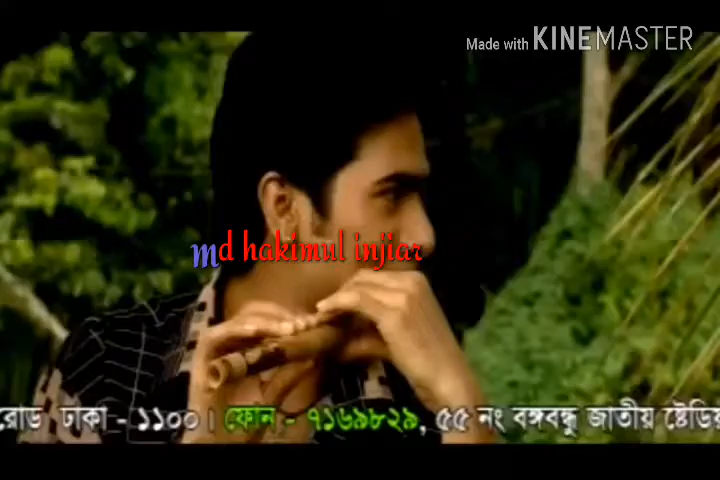 Made with KINEMASTER
md hakimul injiar
রোড ঢাকা - ১১০০। ফোন - ৭১৬৯৮২৯, ৫৫ নং বঙ্গবন্ধু জাতীয় ষ্টেডিয়